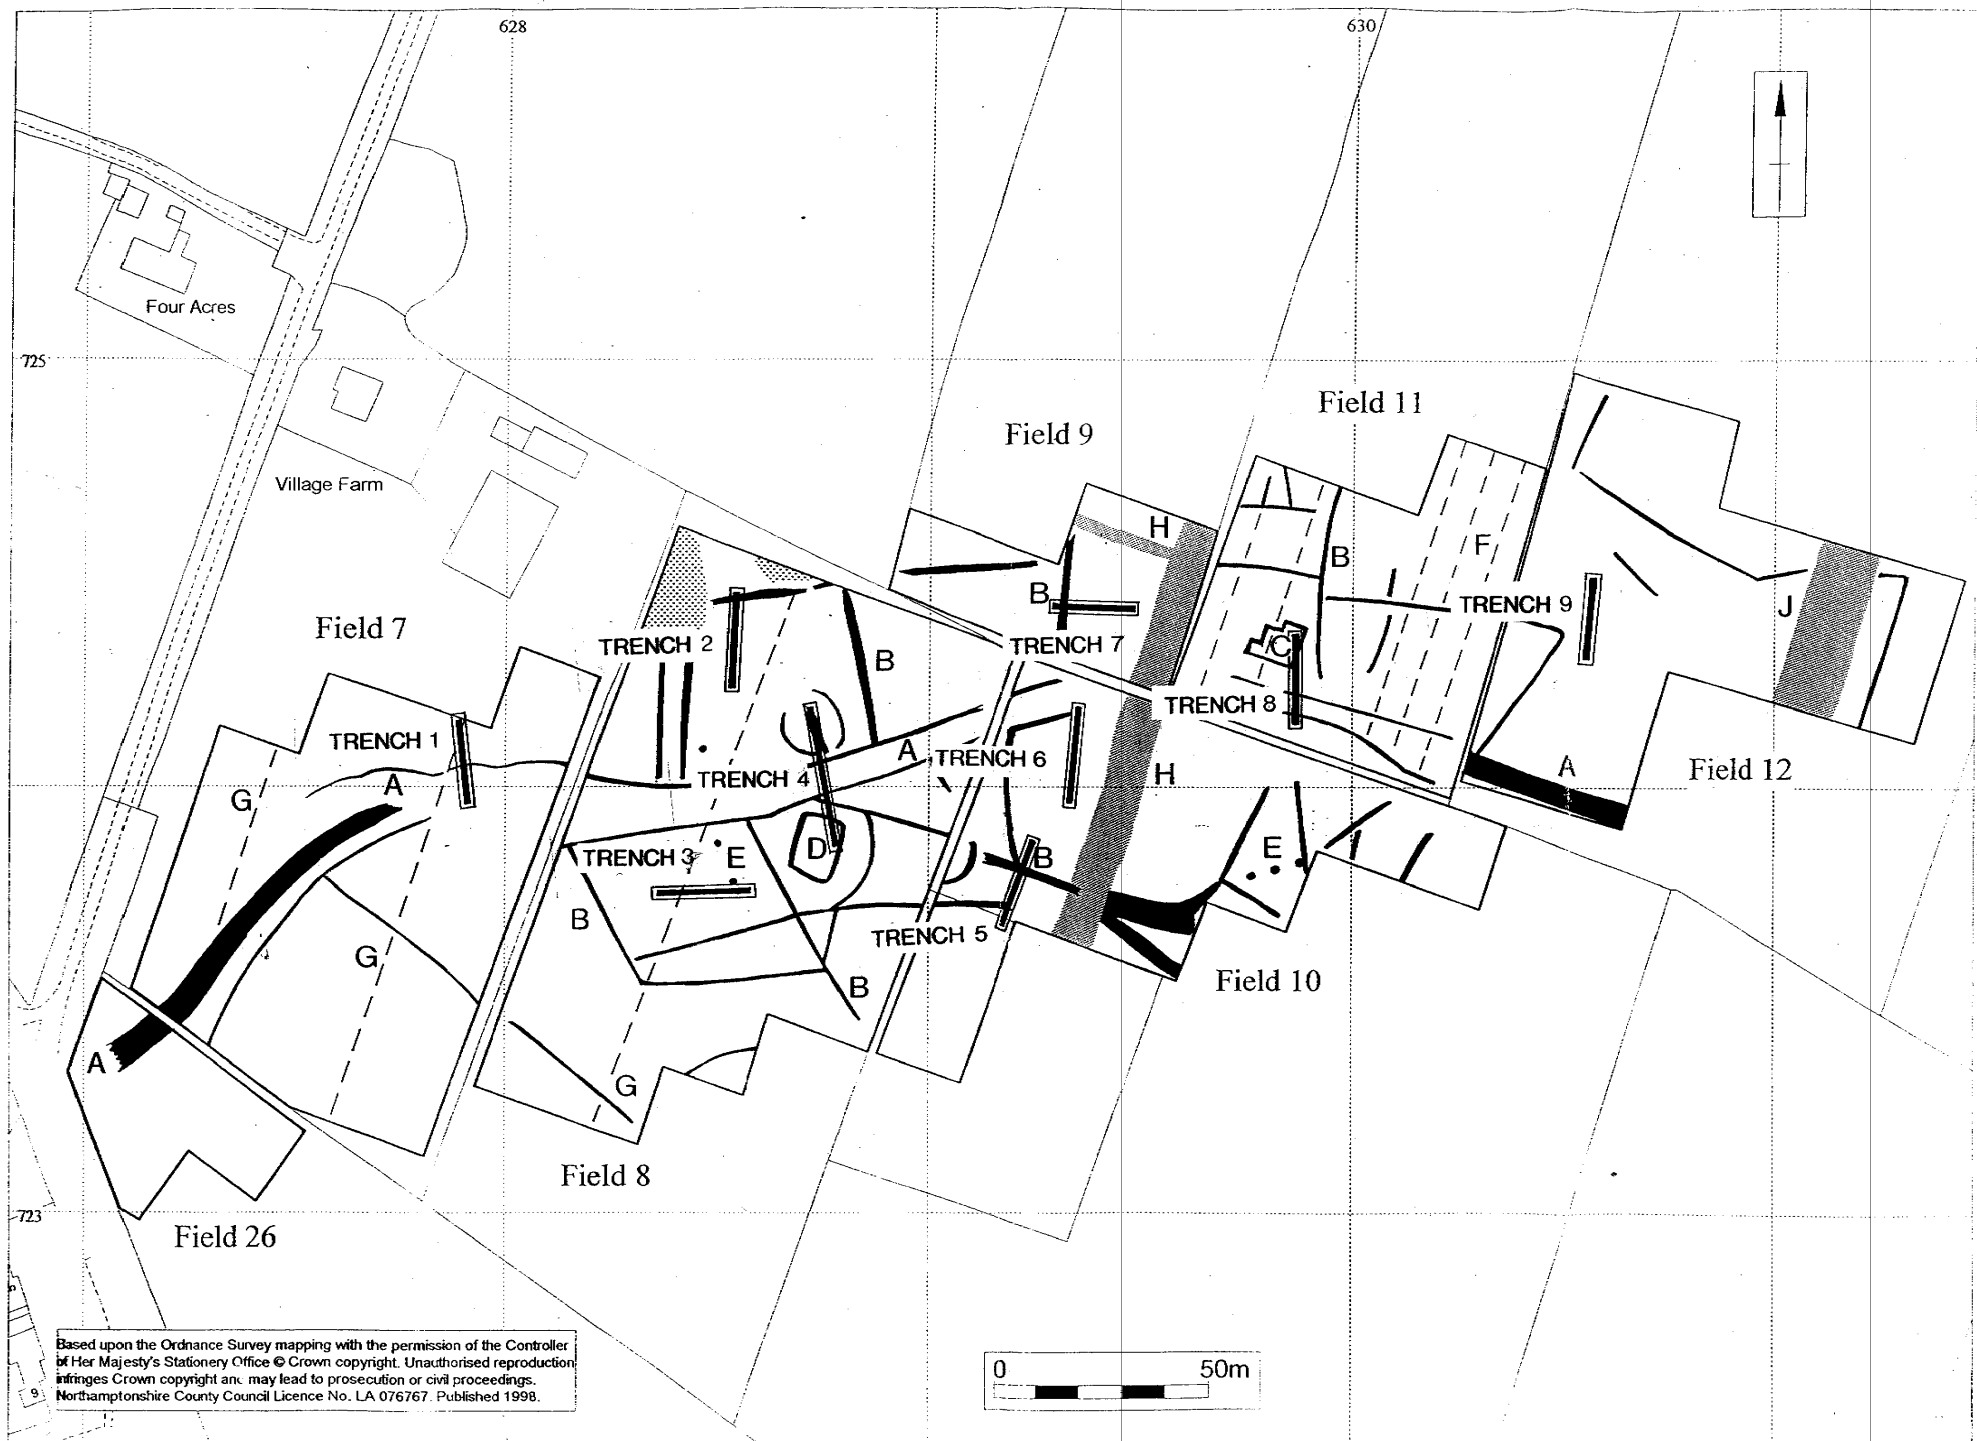 628
630
Four Acres
725
Field 11
Field 9
Village Farm
H
B
F
TRENCH 9
B
J
Field 7
TRENCH 2
TRENCH 7
C
B
TRENCH 8
TRENCH 1
A
TRENCH 6
TRENCH 4
H
A
Field 12
G
A
TRENCH 3
E
D
B
E
B
TRENCH 5
G
B
Field 10
A
G
Field 8
723
Field 26
Based upon the Ordnance Survey mapping with the permission of the Controller
of Her Majesty's Stationery Office © Crown copyright. Unauthorised reproduction
infringes Crown copyright and may lead to prosecution or civil proceedings.
Northamptonshire County Council Licence No. LA 076767. Published 1998.
9
0 50m